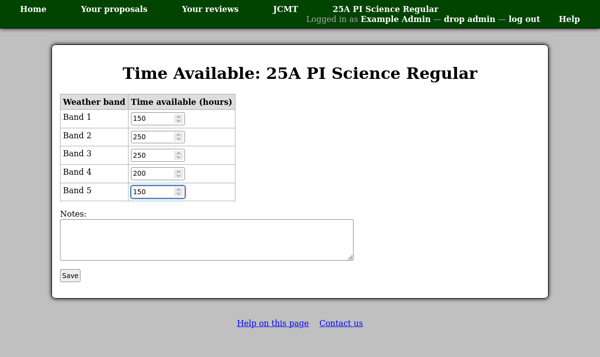 Home Your proposals Your reviews JCMT 25A PI Science Regular
Logged in as Example Admin — drop admin — log out Help
Time Available: 25A PI Science Regular
Weather band Time available (hours)
Band 1 150
Band 2 250
Band 3 250
Band 4 200
Band 5 150
Notes:
Save
Help on this page Contact us